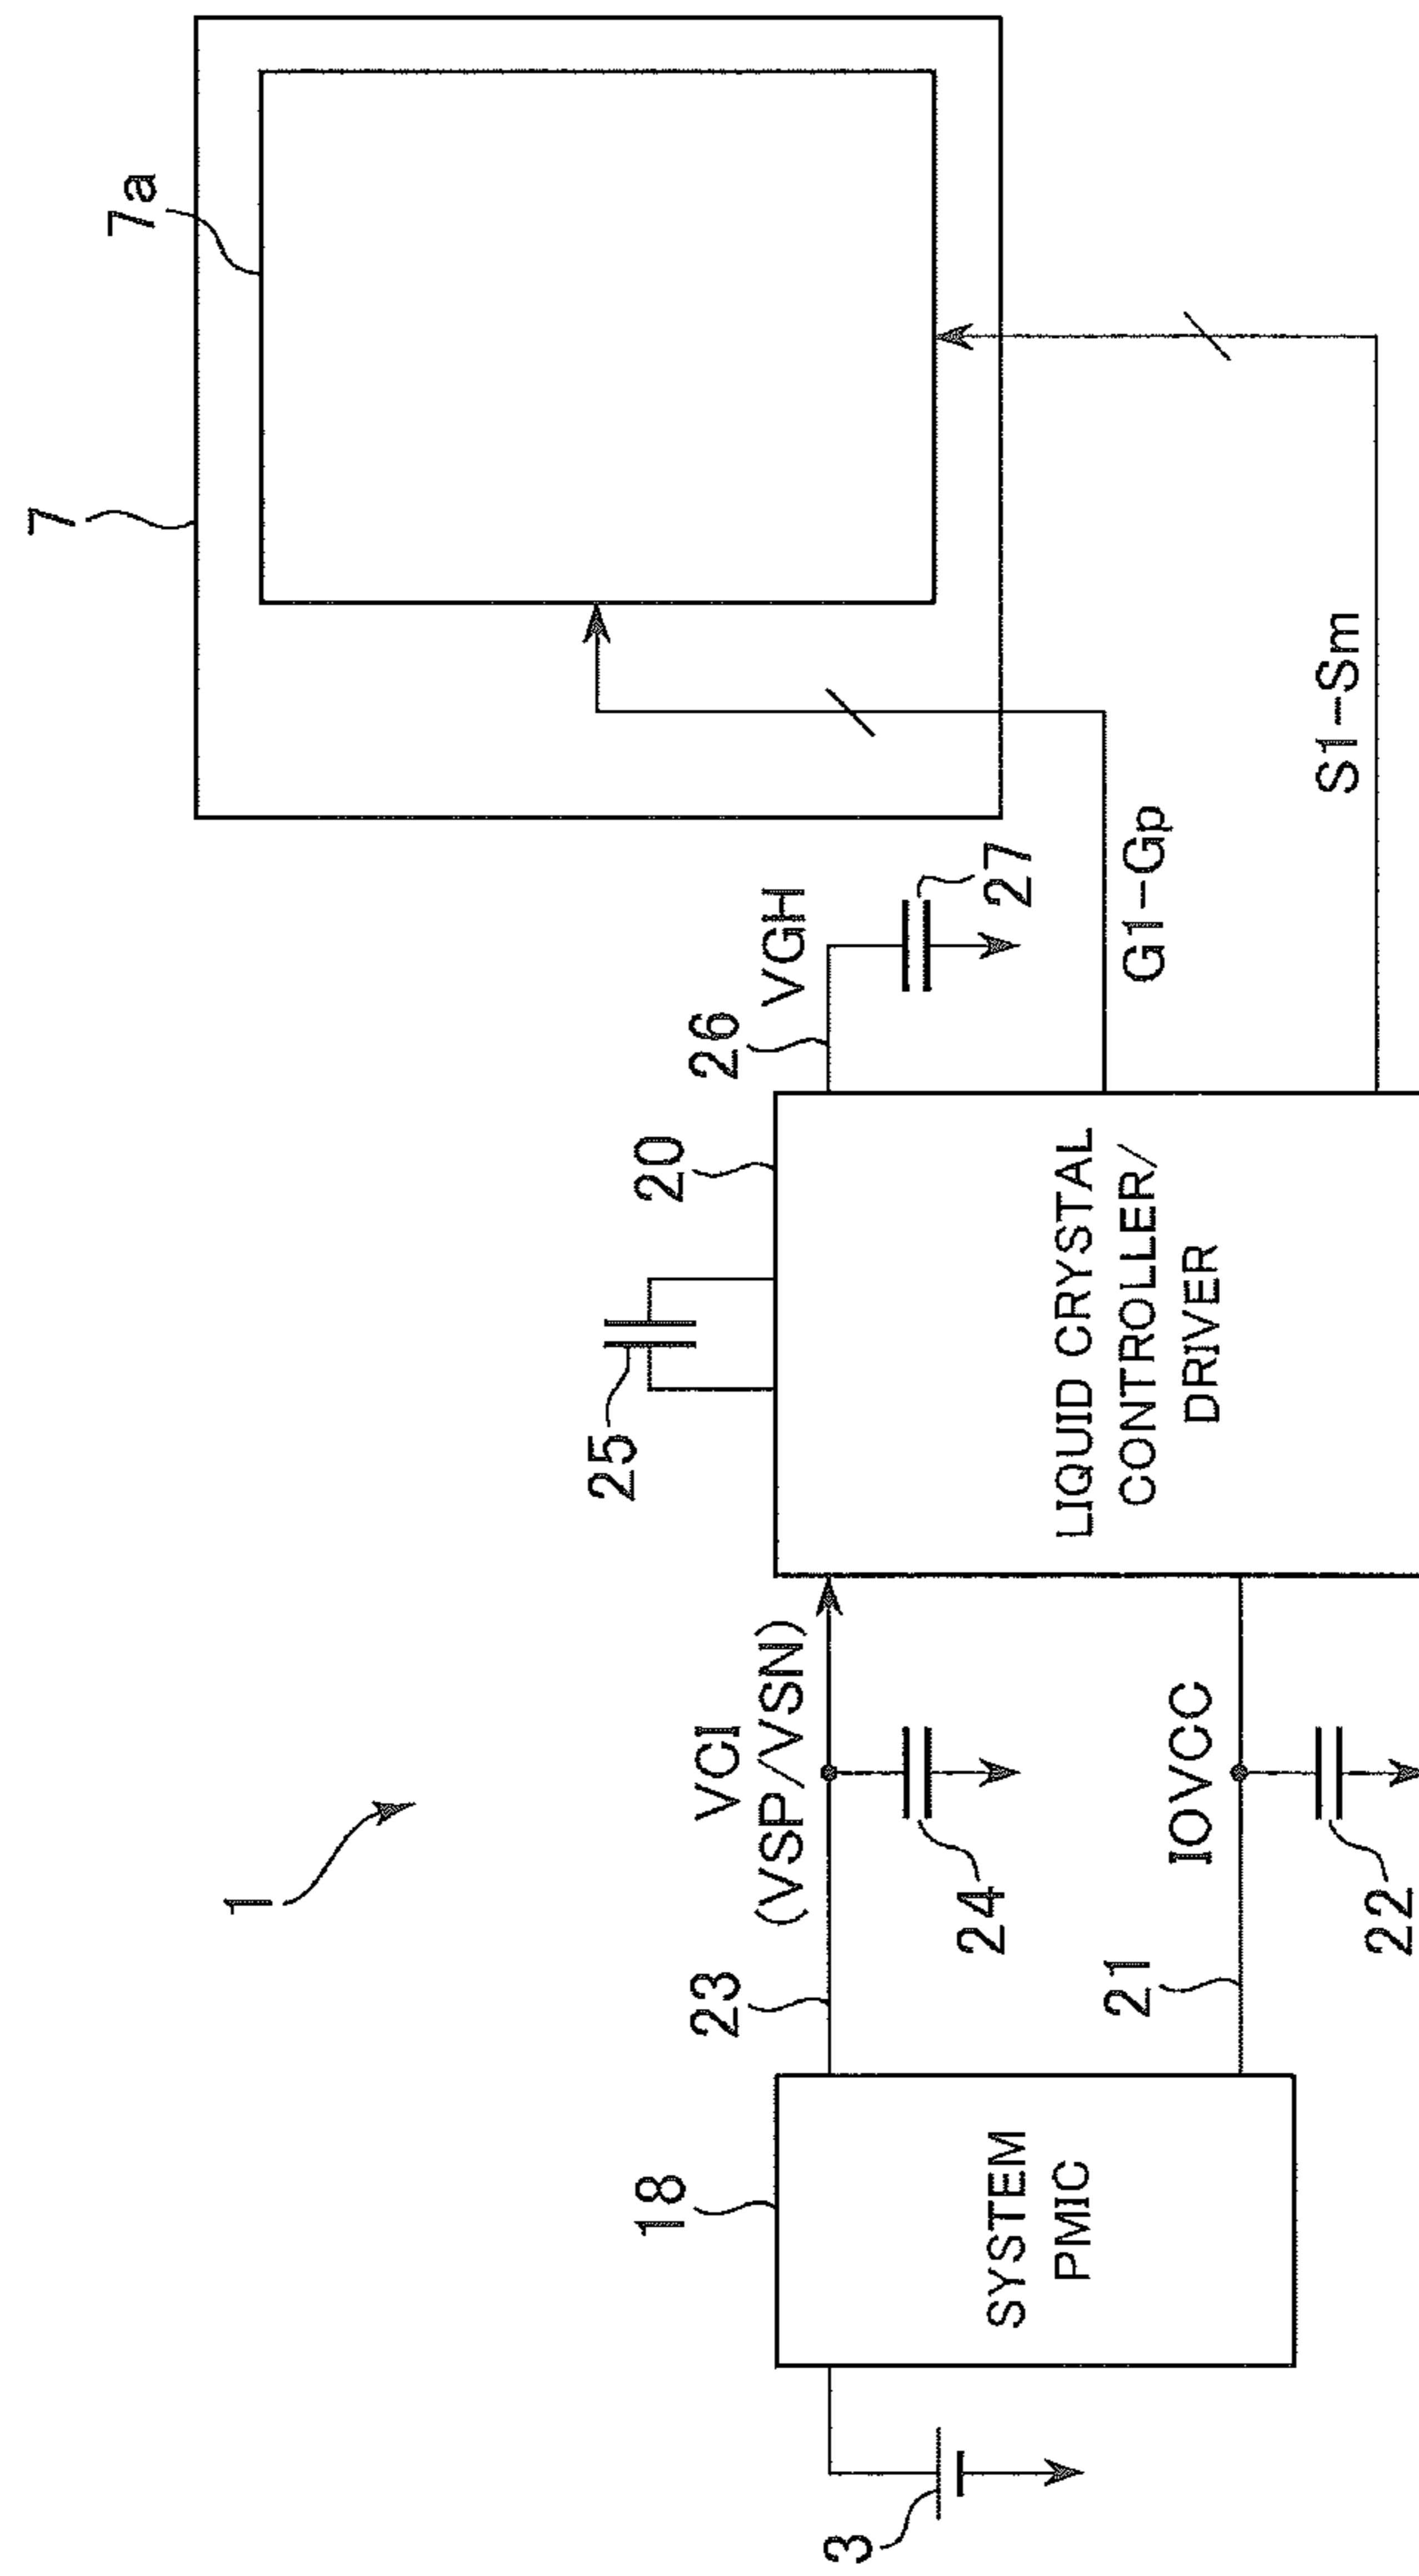 1
7
7a
25
20
26
VGH
27
18
23
VCI
(VSP/VSN)
24
3
SYSTEM
PMIC
LIQUID CRYSTAL
CONTROLLER/
DRIVER
G1-Gp
21
IOVCC
22
S1-Sm